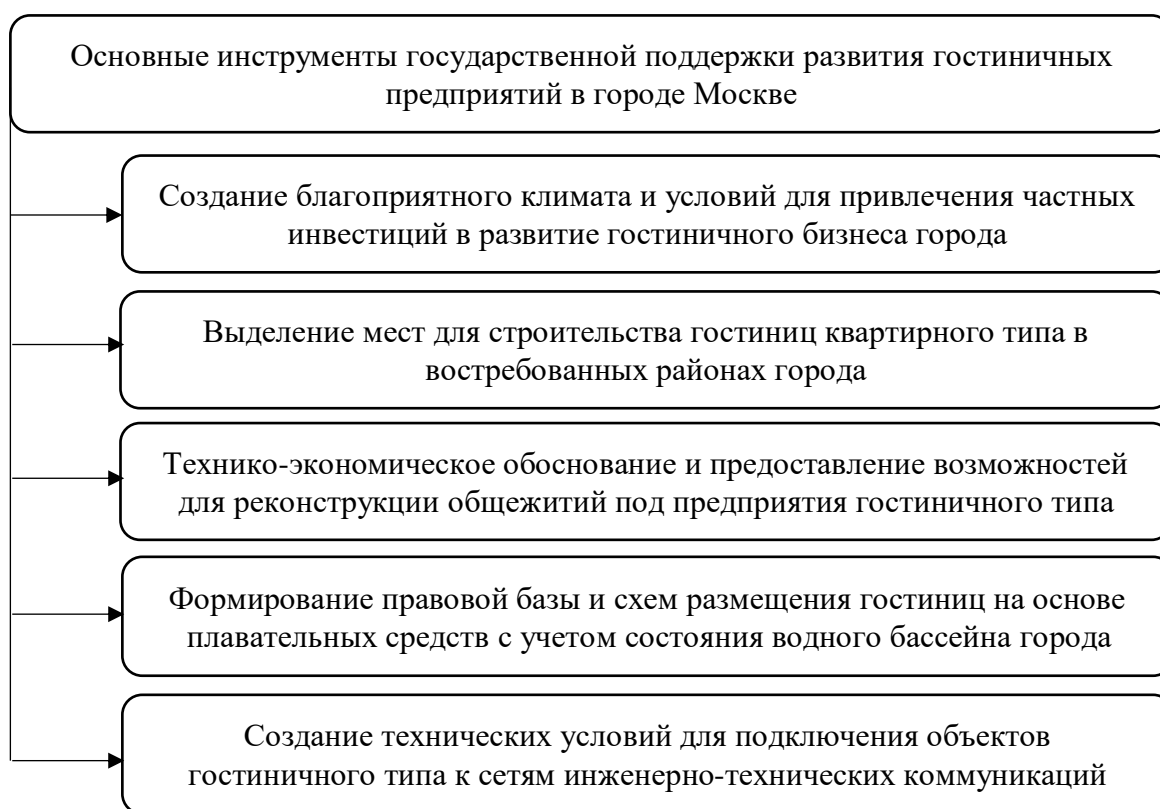 Основные инструменты государственной поддержки развития гостиничных
предприятий в городе Москве
Создание благоприятного климата и условий для привлечения частных
инвестиций в развитие гостиничного бизнеса города
Выделение мест для строительства гостиниц квартирного типа в
востребованных районах города
Технико-экономическое обоснование и предоставление возможностей
для реконструкции общежитий под предприятия гостиничного типа
Формирование правовой базы и схем размещения гостиниц на основе
плавательных средств с учетом состояния водного бассейна города
Создание технических условий для подключения объектов
гостиничного типа к сетям инженерно-технических коммуникаций